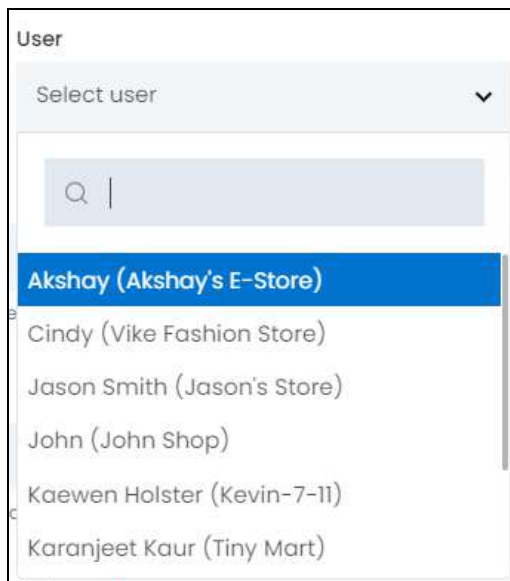 User
Select user
Akshay (Akshay's E-Store)
Cindy (Vike Fashion Store)
Jason Smith (Jason's Store)
John (John Shop)
Kaewen Holster (Kevin-7-11)
Karanjeet Kaur (Tiny Mart)